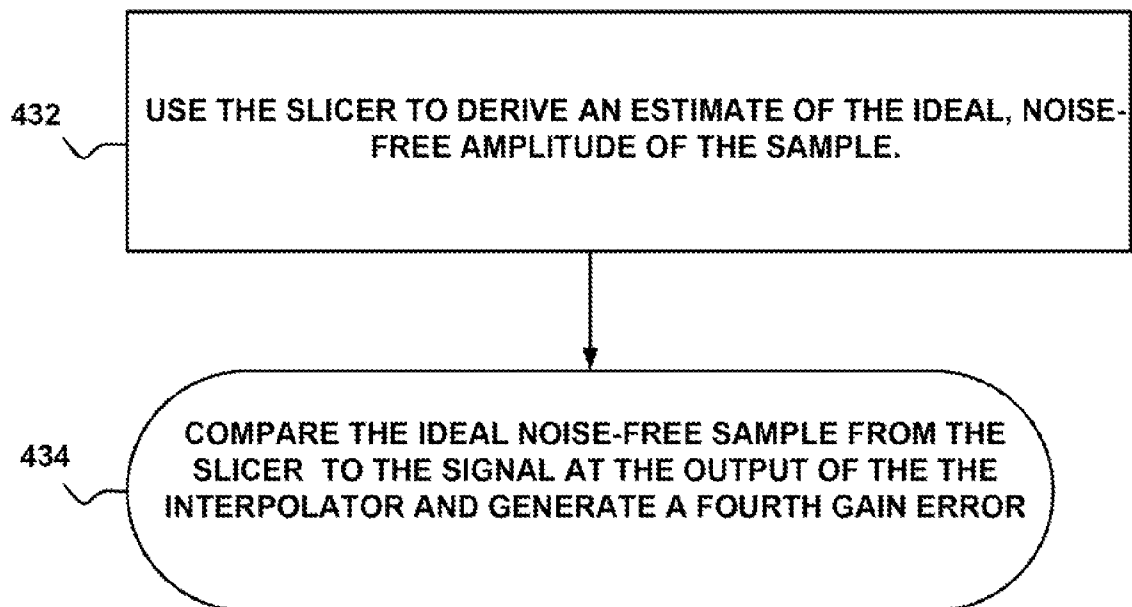 432
USE THE SLICER TO DERIVE AN ESTIMATE OF THE IDEAL, NOISE-
FREE AMPLITUDE OF THE SAMPLE.
434
COMPARE THE IDEAL NOISE-FREE SAMPLE FROM THE
SLICER TO THE SIGNAL AT THE OUTPUT OF THE THE
INTERPOLATOR AND GENERATE A FOURTH GAIN ERROR